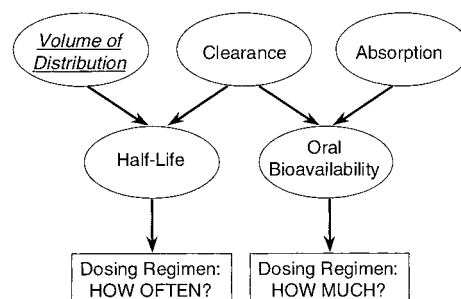 Volume of
Distribution
Clearance
Absorption
Half-Life
Oral
Bioavailability
Dosing Regimen:
HOW OFTEN?
Dosing Regimen:
HOW MUCH?